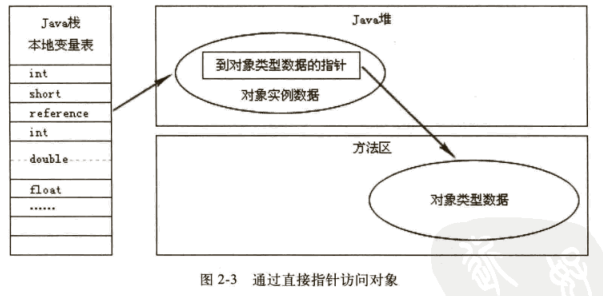 Java栈
本地变量表
int
short
reference
int
double
float
......
Java堆
到对象类型数据的指针
对象实例数据
方法区
对象类型数据
图 2-3 通过直接指针访问对象